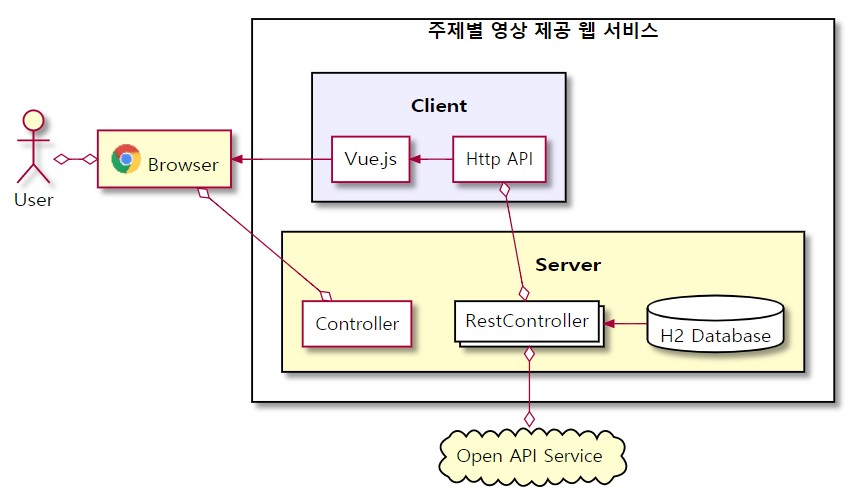 주제별 영상 제공 웹 서비스
Client
Vue.js
Http API
Browser
User
Server
Controller
RestController
H2 Database
Open API Service